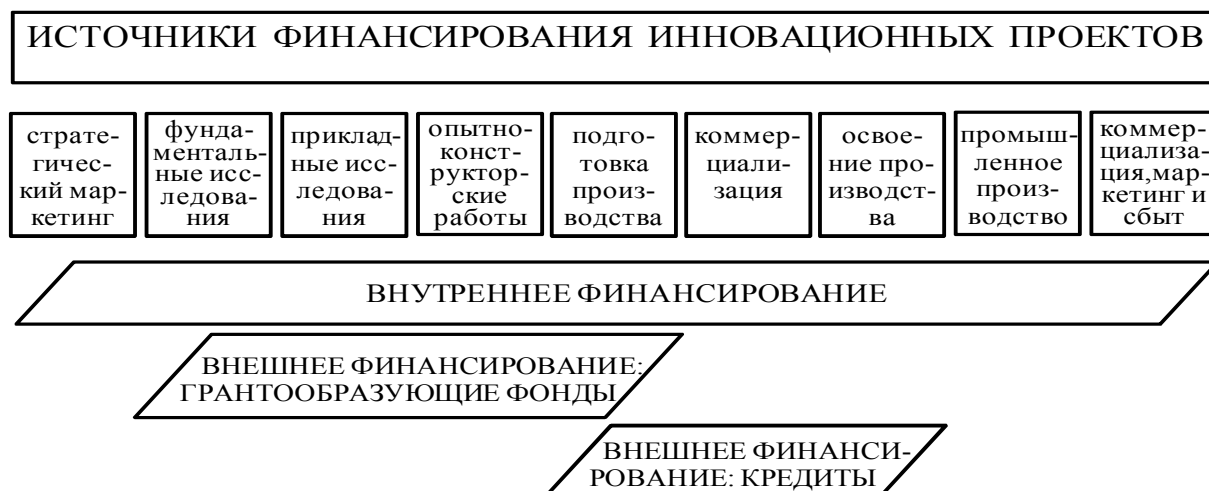 ИСТОЧНИКИ ФИНАНСИРОВАНИЯ ИННОВАЦИОННЫХ ПРОЕКТОВ
страте-
гичес-
кий мар-
кетинг
фунда-
менталь-
ные исс-
ледова-
ния
приклад-
ные исс-
ледова-
ния
опытно-
конст-
руктор-
ские
работы
подго-
товка
произ-
водства
коммер-
циали-
зация
освое-
ние про-
изводст-
ва
промыш-
ленное
произ-
водство
коммер-
циализа-
ция,мар-
кетинг и
сбыт
ВНУТРЕННЕЕ ФИНАНСИРОВАНИЕ
ВНЕШНЕЕ ФИНАНСИРОВАНИЕ:
ГРАНТООБРАЗУЮЩИЕ ФОНДЫ
ВНЕШНЕЕ ФИНАНСИ-
РОВАНИЕ: КРЕДИТЫ